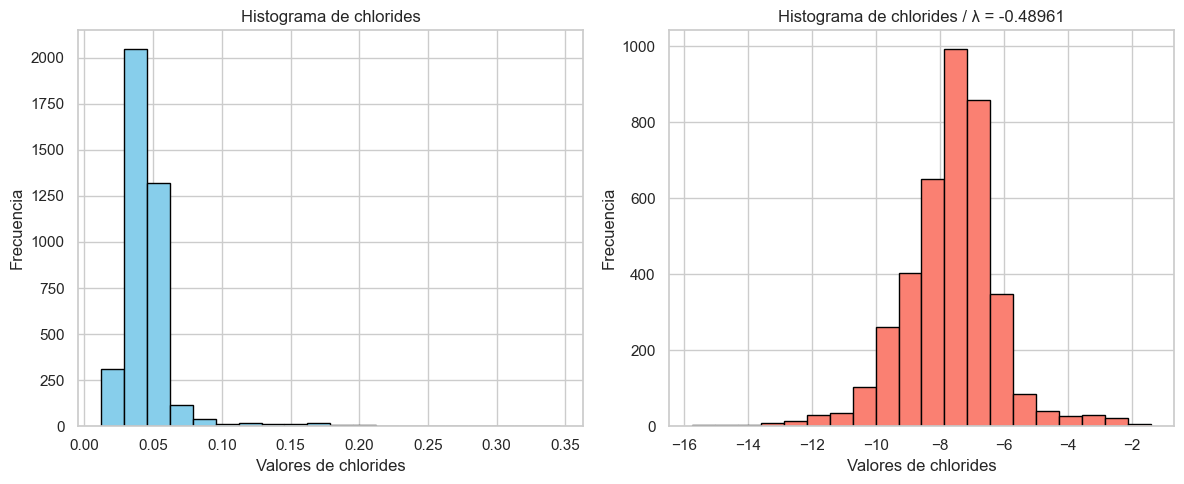 Histograma de chlorides
Frecuencia
2000
1750
1500
1250
1000
750
500
250
0
0.00 0.05 0.10 0.15 0.20 0.25 0.30 0.35
Valores de chlorides
Histograma de chlorides / λ = -0.48961
Frecuencia
1000
800
600
400
200
0
−16 −14 −12 −10 −8 −6 −4 −2
Valores de chlorides